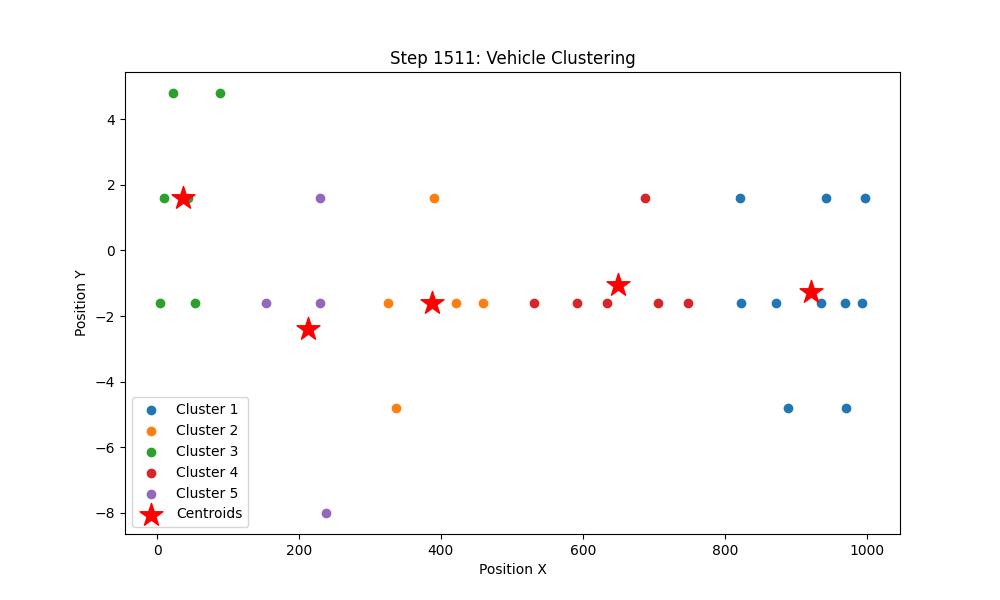 Step 1511: Vehicle Clustering
Position Y
4
2
0
−2
−4
−6
−8
Cluster 1
Cluster 2
Cluster 3
Cluster 4
Cluster 5
Centroids
0 200 400 600 800 1000
Position X